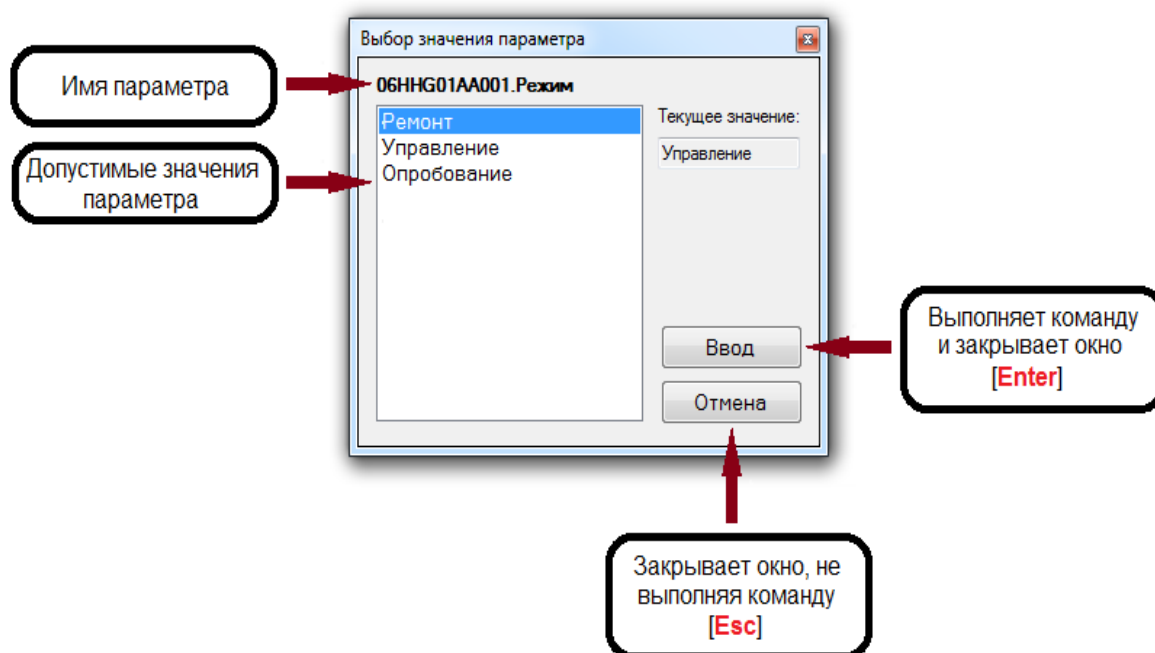 Выбор значения параметра
Имя параметра
06HHG01AA001.Режим
Допустимые значения
параметра
Ремонт
Управление
Опробование
Текущее значение:
Управление
Ввод
Отмена
Выполняет команду
и закрывает окно
[Enter]
Закрывает окно, не
выполняя команду
[Esc]